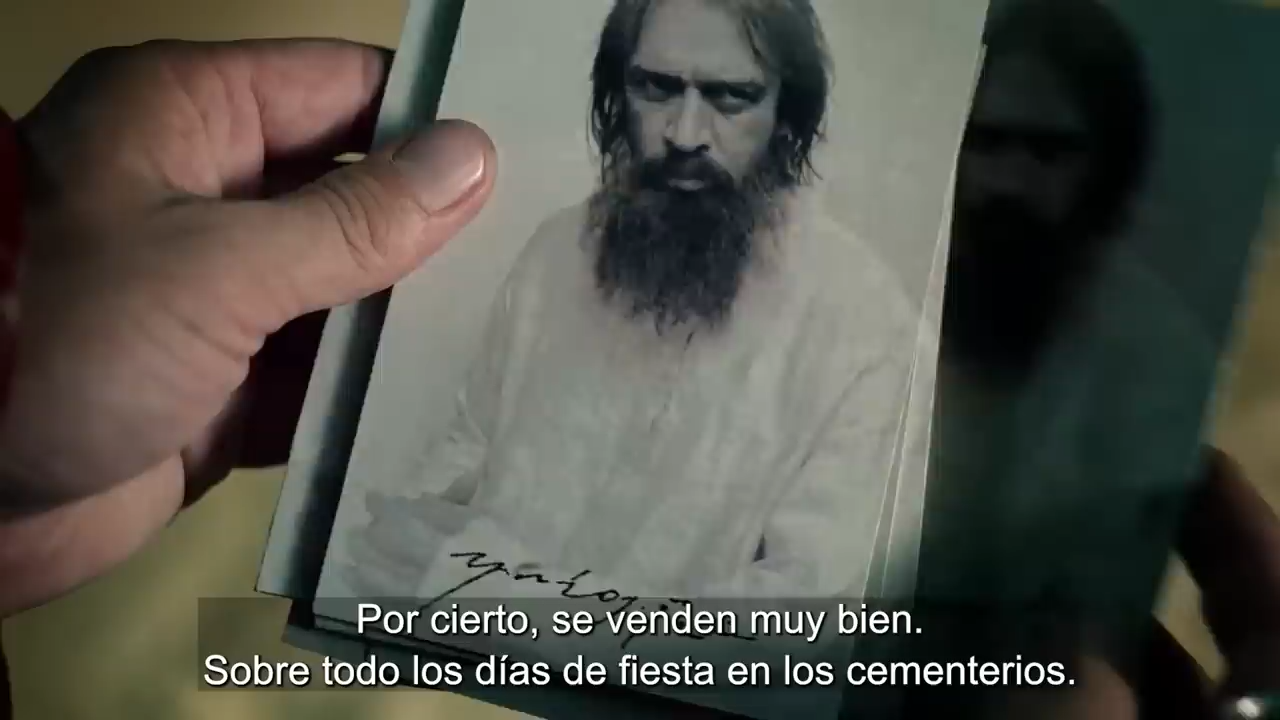 Por cierto, se venden muy bien.
Sobre todo los días de fiesta en los cementerios.